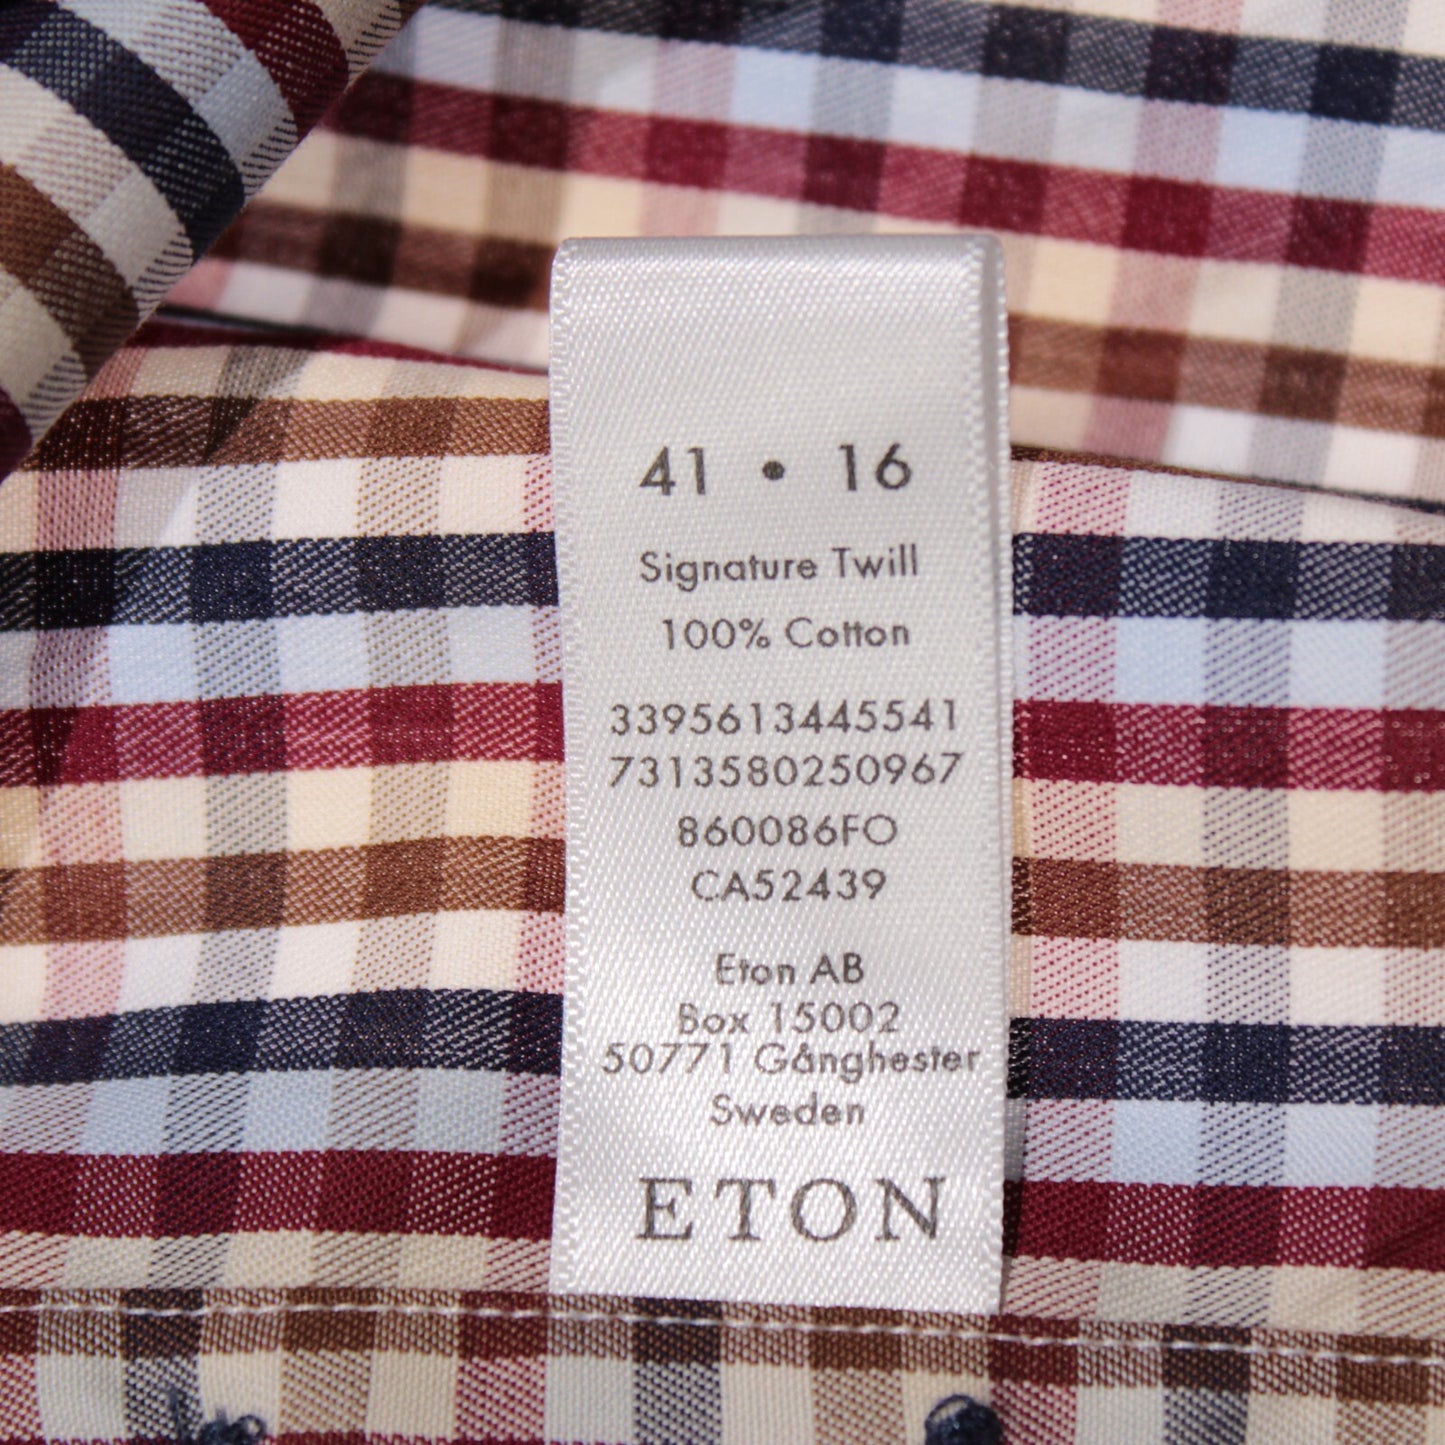 41 • 16
Signature Twill
100% Cotton
3395613445541
7313580250967
860086FO
CA52439
Eton AB
Box 15002
50771 Gånghester
Sweden
ETON